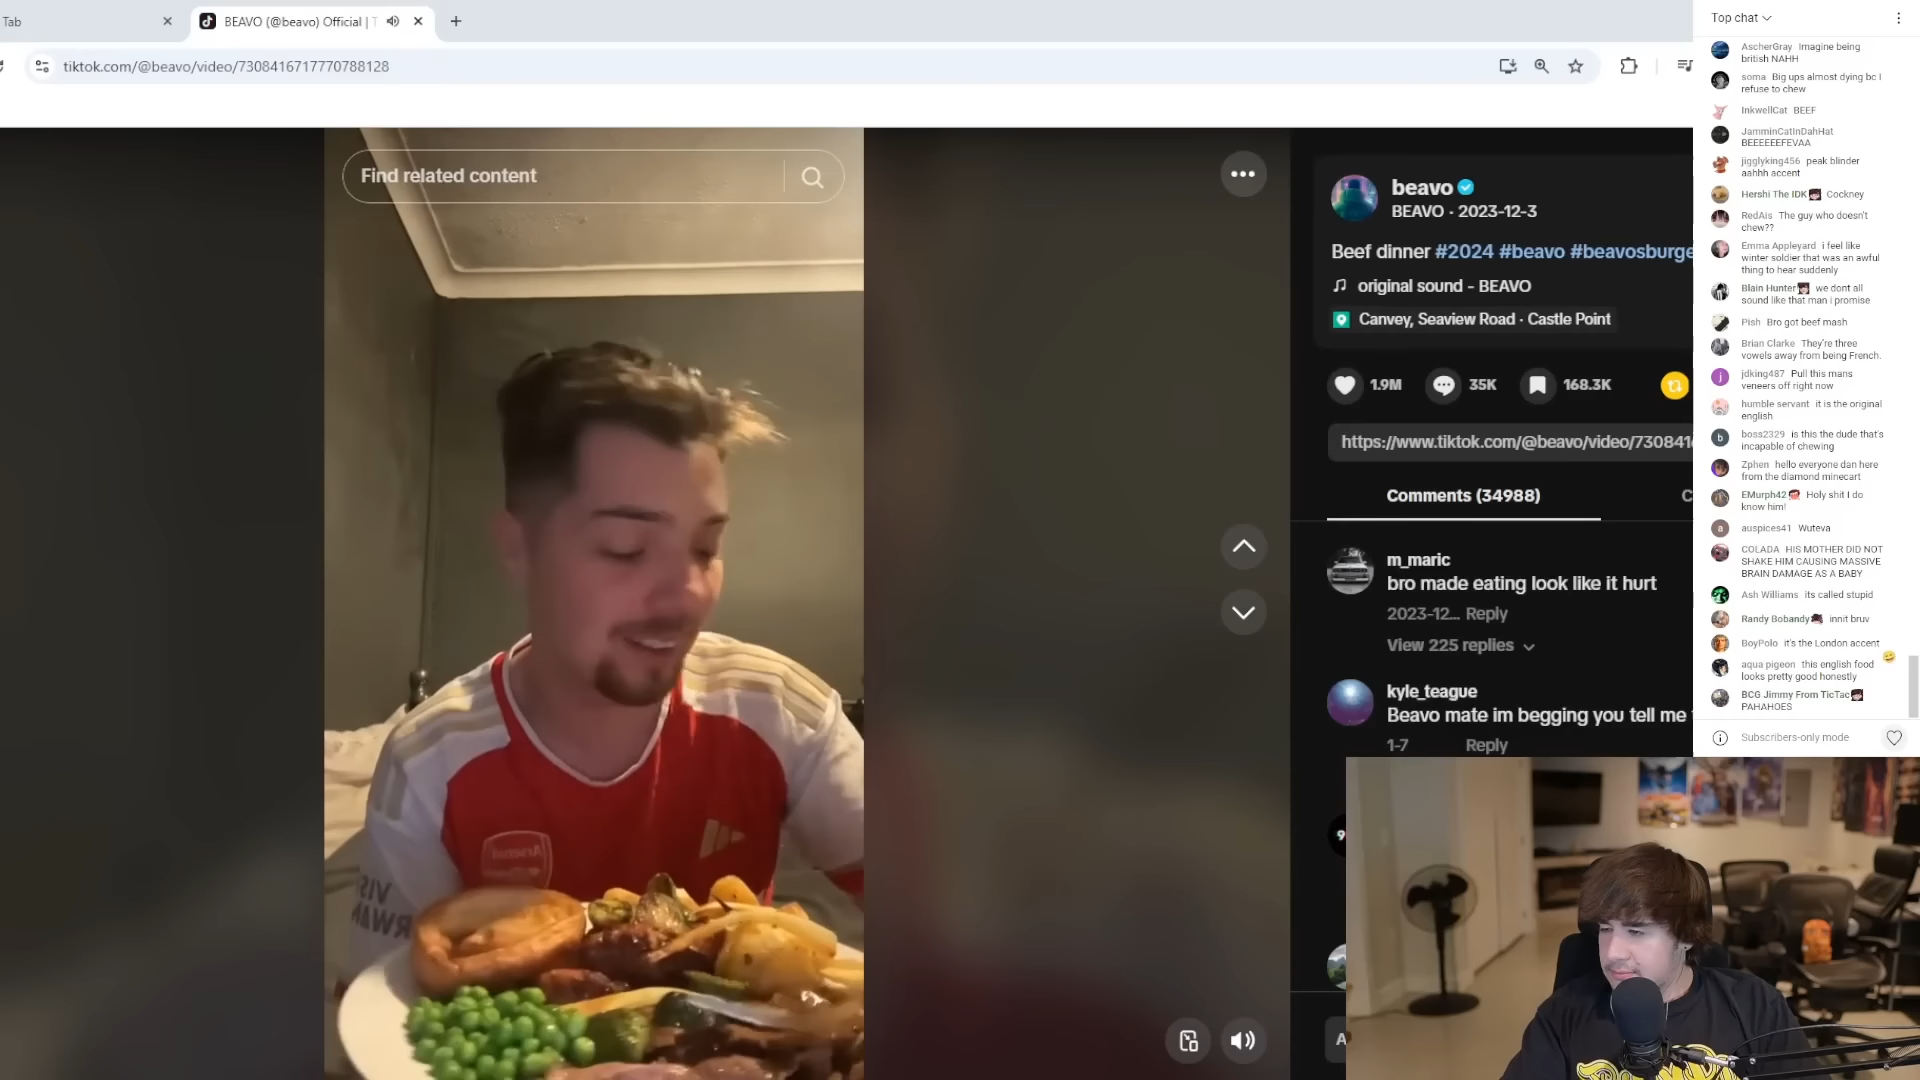 Tab
BEAVO (@beavo) Official | T
tiktok.com/@beavo/video/7308416717770788128
Find related content
beavo
BEAVO · 2023-12-3
Beef dinner #2024 #beavo #beavosburge
original sound - BEAVO
Canvey, Seaview Road · Castle Point
1.9M
35K
168.3K
https://www.tiktok.com/@beavo/video/730841
Comments (34988)
C
m_maric
bro made eating look like it hurt
2023-12... Reply
View 225 replies
kyle_teague
Beavo mate im begging you tell me
1-7 Reply
Arsenal
VISIT
RWAN
Top chat
AscherGray Imagine being
british NAHH
soma Big ups almost dying bc I
refuse to chew
InkwellCat BEEF
JamminCatInDahHat
BEEEEEEFEVAA
jigglyking456 peak blinder
aahhh accent
Hershi The IDK Cockney
RedAis The guy who doesn't
chew??
Emma Appleyard i feel like
winter soldier that was an awful
thing to hear suddenly
Blain Hunter we dont all
sound like that man i promise
Pish Bro got beef mash
Brian Clarke They're three
vowels away from being French.
j
jdking487 Pull this mans
veneers off right now
humble servant it is the original
english
b
boss2329 is this the dude that's
incapable of chewing
Zphen hello everyone dan here
from the diamond minecart
EMurph42 Holy shit I do
know him!
a
auspices41 Wuteva
COLADA HIS MOTHER DID NOT
SHAKE HIM CAUSING MASSIVE
BRAIN DAMAGE AS A BABY
Ash Williams its called stupid
Randy Bobandy innit bruv
BoyPolo it's the London accent
aqua pigeon this english food
looks pretty good honestly
BCG Jimmy From TicTac
PAHAHOES
Subscribers-only mode